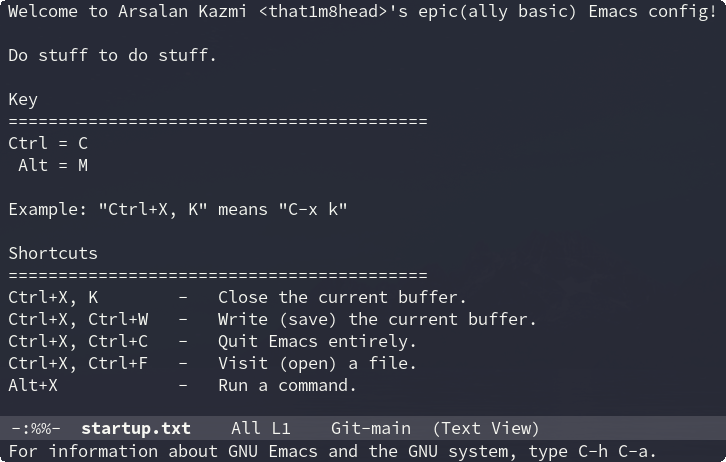 Welcome to Arsalan Kazmi <that1m8head>'s epic(ally basic) Emacs config!
Do stuff to do stuff.
Key
==========================================
Ctrl = C
 Alt = M
Example: "Ctrl+X, K" means "C-x k"
Shortcuts
==========================================
Ctrl+X, K        -   Close the current buffer.
Ctrl+X, Ctrl+W   -   Write (save) the current buffer.
Ctrl+X, Ctrl+C   -   Quit Emacs entirely.
Ctrl+X, Ctrl+F   -   Visit (open) a file.
Alt+X            -   Run a command.
-:%%-  startup.txt    All L1    Git-main  (Text View)
For information about GNU Emacs and the GNU system, type C-h C-a.